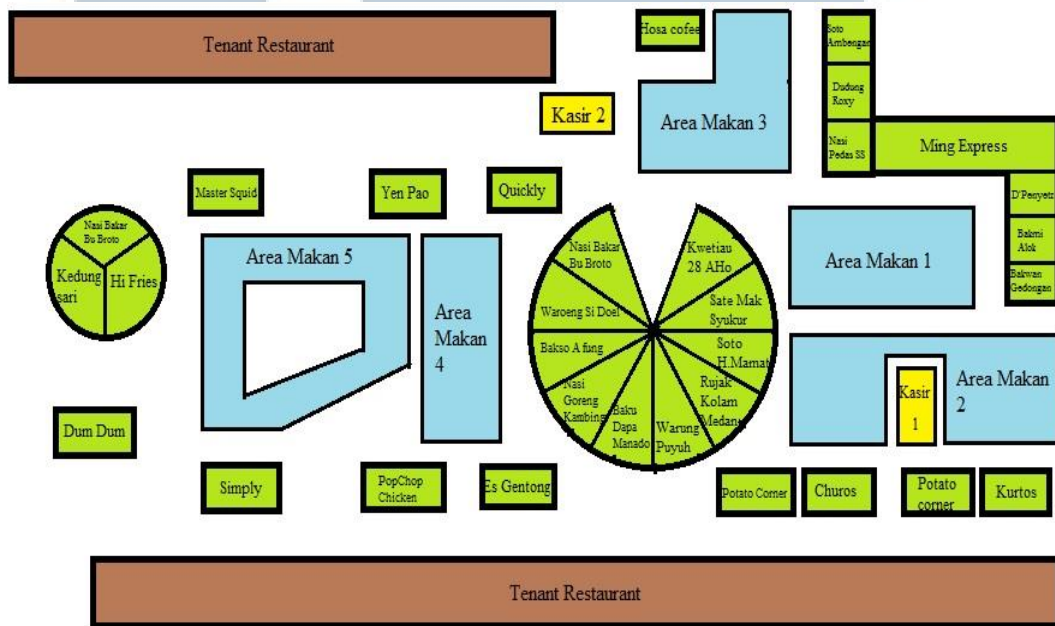 Tenant Restaurant
Hosa cofee
Soto
Ambengan
Kasir 2
Area Makan 3
Dudung
Roxy
Nasi
Pedas SS
Ming Express
Master Squid
Yen Pao
Quickly
D'Penyetz
Nasi Bakar
Bu Broto
Kedung
sari
Hi Fries
Area Makan 5
Area
Makan
4
Nasi Bakar
Bu Broto
Kwetiau
28 AHo
Waroeng Si Doel
Sate Mak
Syukur
Bakso A fung
Soto
H.Mamat
Nasi
Goreng
Kambing
Baku
Dapa
Manado
Warung
Puyuh
Rujak
Kolam
Medan
Area Makan 1
Bakmi
Alok
Bakwan
Gedongan
Area Makan
2
Kasir
1
Dum Dum
Simply
PopChop
Chicken
Es Gentong
Potato Corner
Churos
Potato
corner
Kurtos
Tenant Restaurant